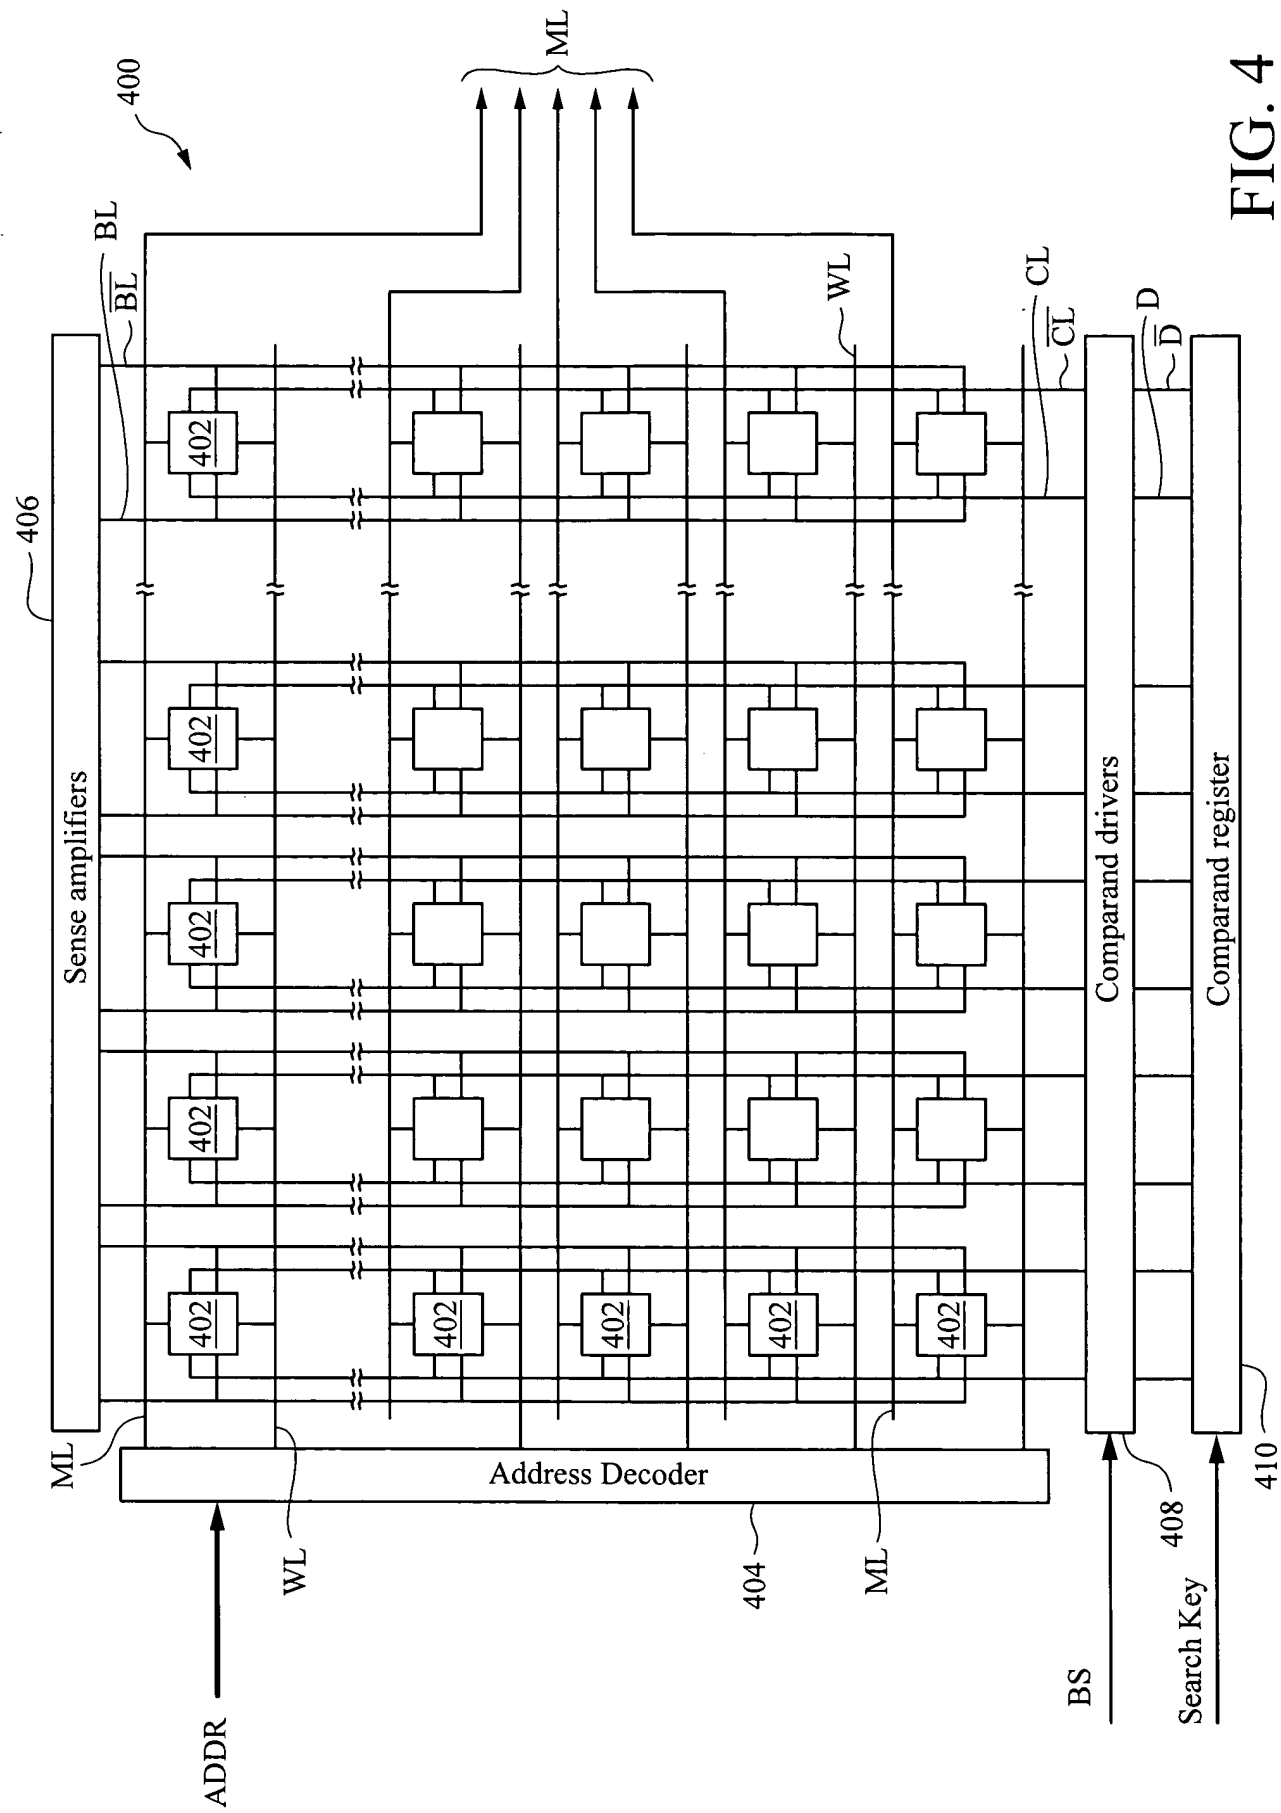 400
406
Sense amplifiers
BL
BL
ML
ML
402
402
402
402
402
ADDR
WL
Address Decoder
402
402
402
WL
404
ML
402
CL
CL
BS
Comparand drivers
408
D
D
Search Key
Comparand register
410
FIG. 4